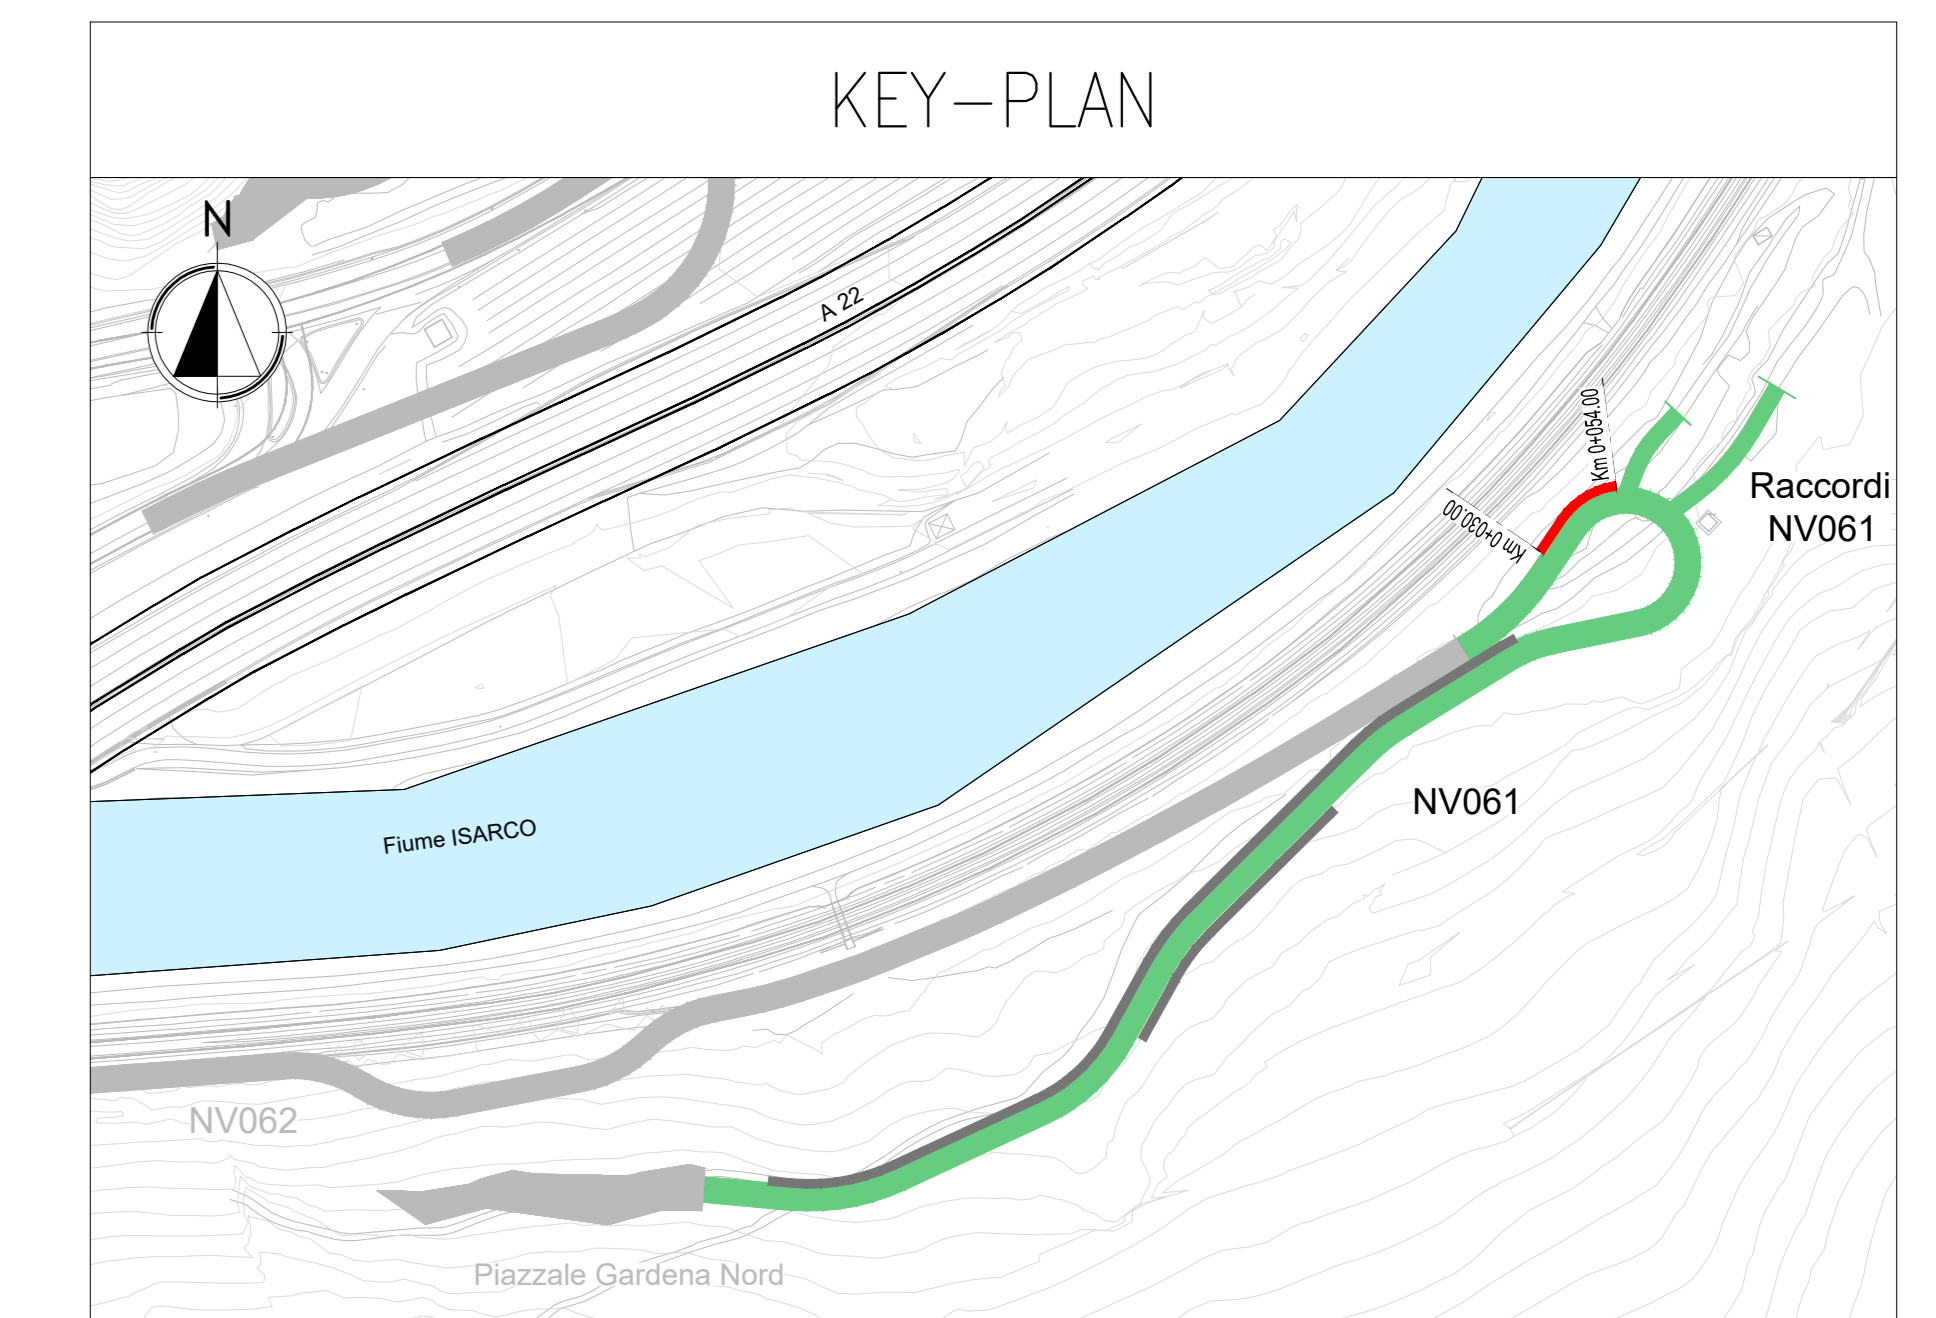 KEY-PLAN
N
A 22
Km 0+054.00
Km 0+030.00
Raccordi
NV061
NV061
Fiume ISARCO
NV062
Piazzale Gardena Nord